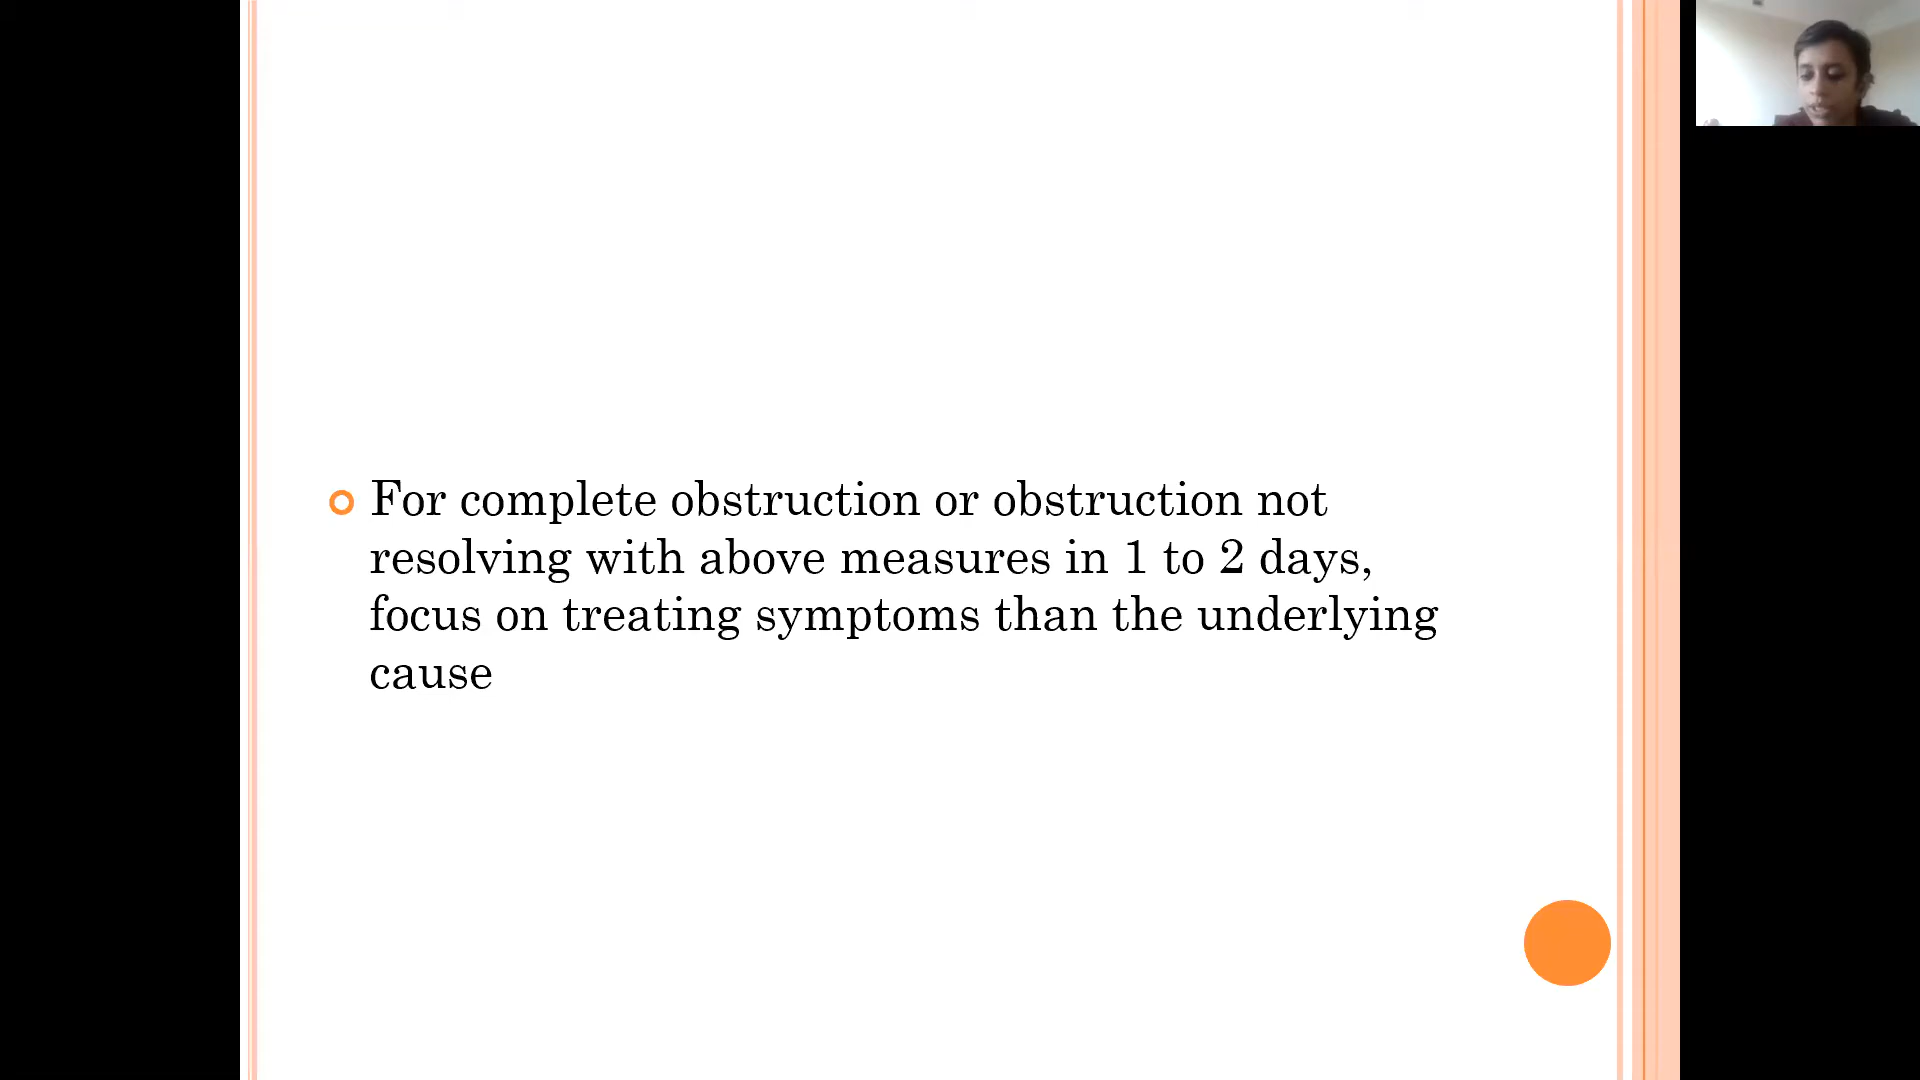 For complete obstruction or obstruction not
resolving with above measures in 1 to 2 days,
focus on treating symptoms than the underlying
cause